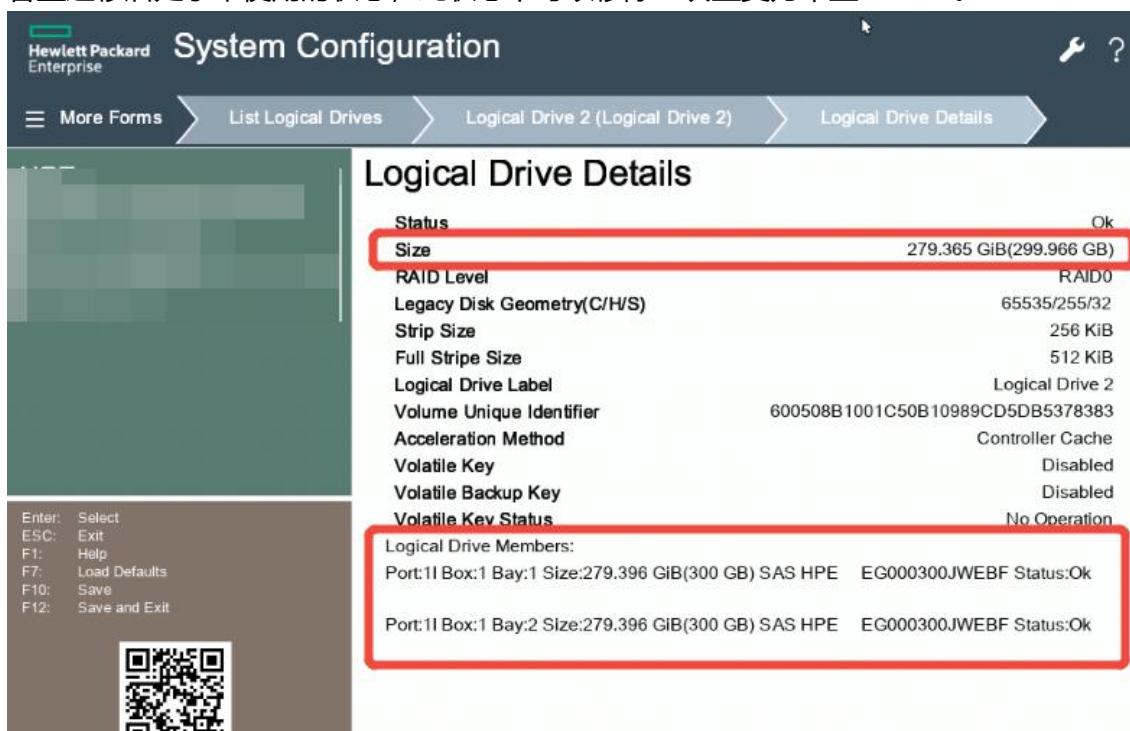 Hewlett Packard
Enterprise
System Configuration
?
More Forms
List Logical Drives
Logical Drive 2 (Logical Drive 2)
Logical Drive Details
Logical Drive Details
Status Ok
Size 279.365 GiB(299.966 GB)
RAID Level RAID0
Legacy Disk Geometry(C/H/S) 65535/255/32
Strip Size 256 KiB
Full Stripe Size 512 KiB
Logical Drive Label Logical Drive 2
Volume Unique Identifier 600508B1001C50B10989CD5DB5378383
Acceleration Method Controller Cache
Volatile Key Disabled
Volatile Backup Key Disabled
Volatile Key Status No Operation
Logical Drive Members:
Port:1I Box:1 Bay:1 Size:279.396 GiB(300 GB) SAS HPE EG000300JWEBF Status:Ok
Port:1I Box:1 Bay:2 Size:279.396 GiB(300 GB) SAS HPE EG000300JWEBF Status:Ok
Enter: Select
ESC: Exit
F1: Help
F7: Load Defaults
F10: Save
F12: Save and Exit